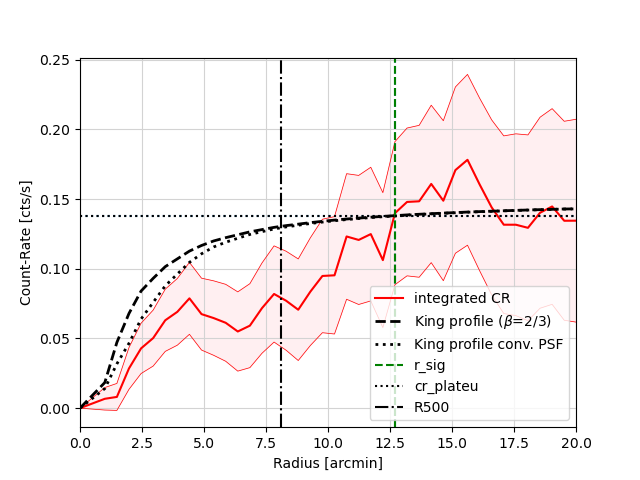 0.25
0.20
0.15
0.10
0.05
0.00
Count-Rate [cts/s]
integrated CR
King profile (β=2/3)
King profile conv. PSF
r_sig
cr_plateu
R500
0.0 2.5 5.0 7.5 10.0 12.5 15.0 17.5 20.0
Radius [arcmin]